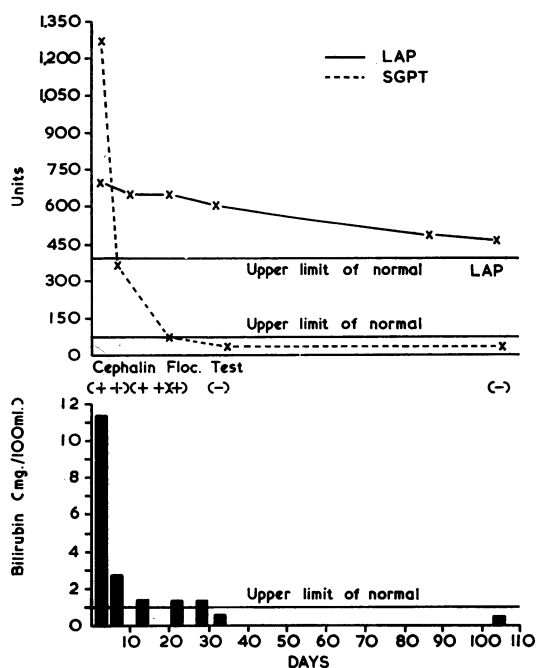 1,350
LAP
1,200
SGPT
1,050
900
Units
750
600
450
Upper limit of normal LAP
300
150
Upper limit of normal
0
Cephalin Floc. Test
(++)(+ +)(+) (-) (-)
12
10
Bilirubin (mg./100ml.)
8
6
4
2
Upper limit of normal
0
10 20 30 40 50 60 70 80 90 100 110
DAYS